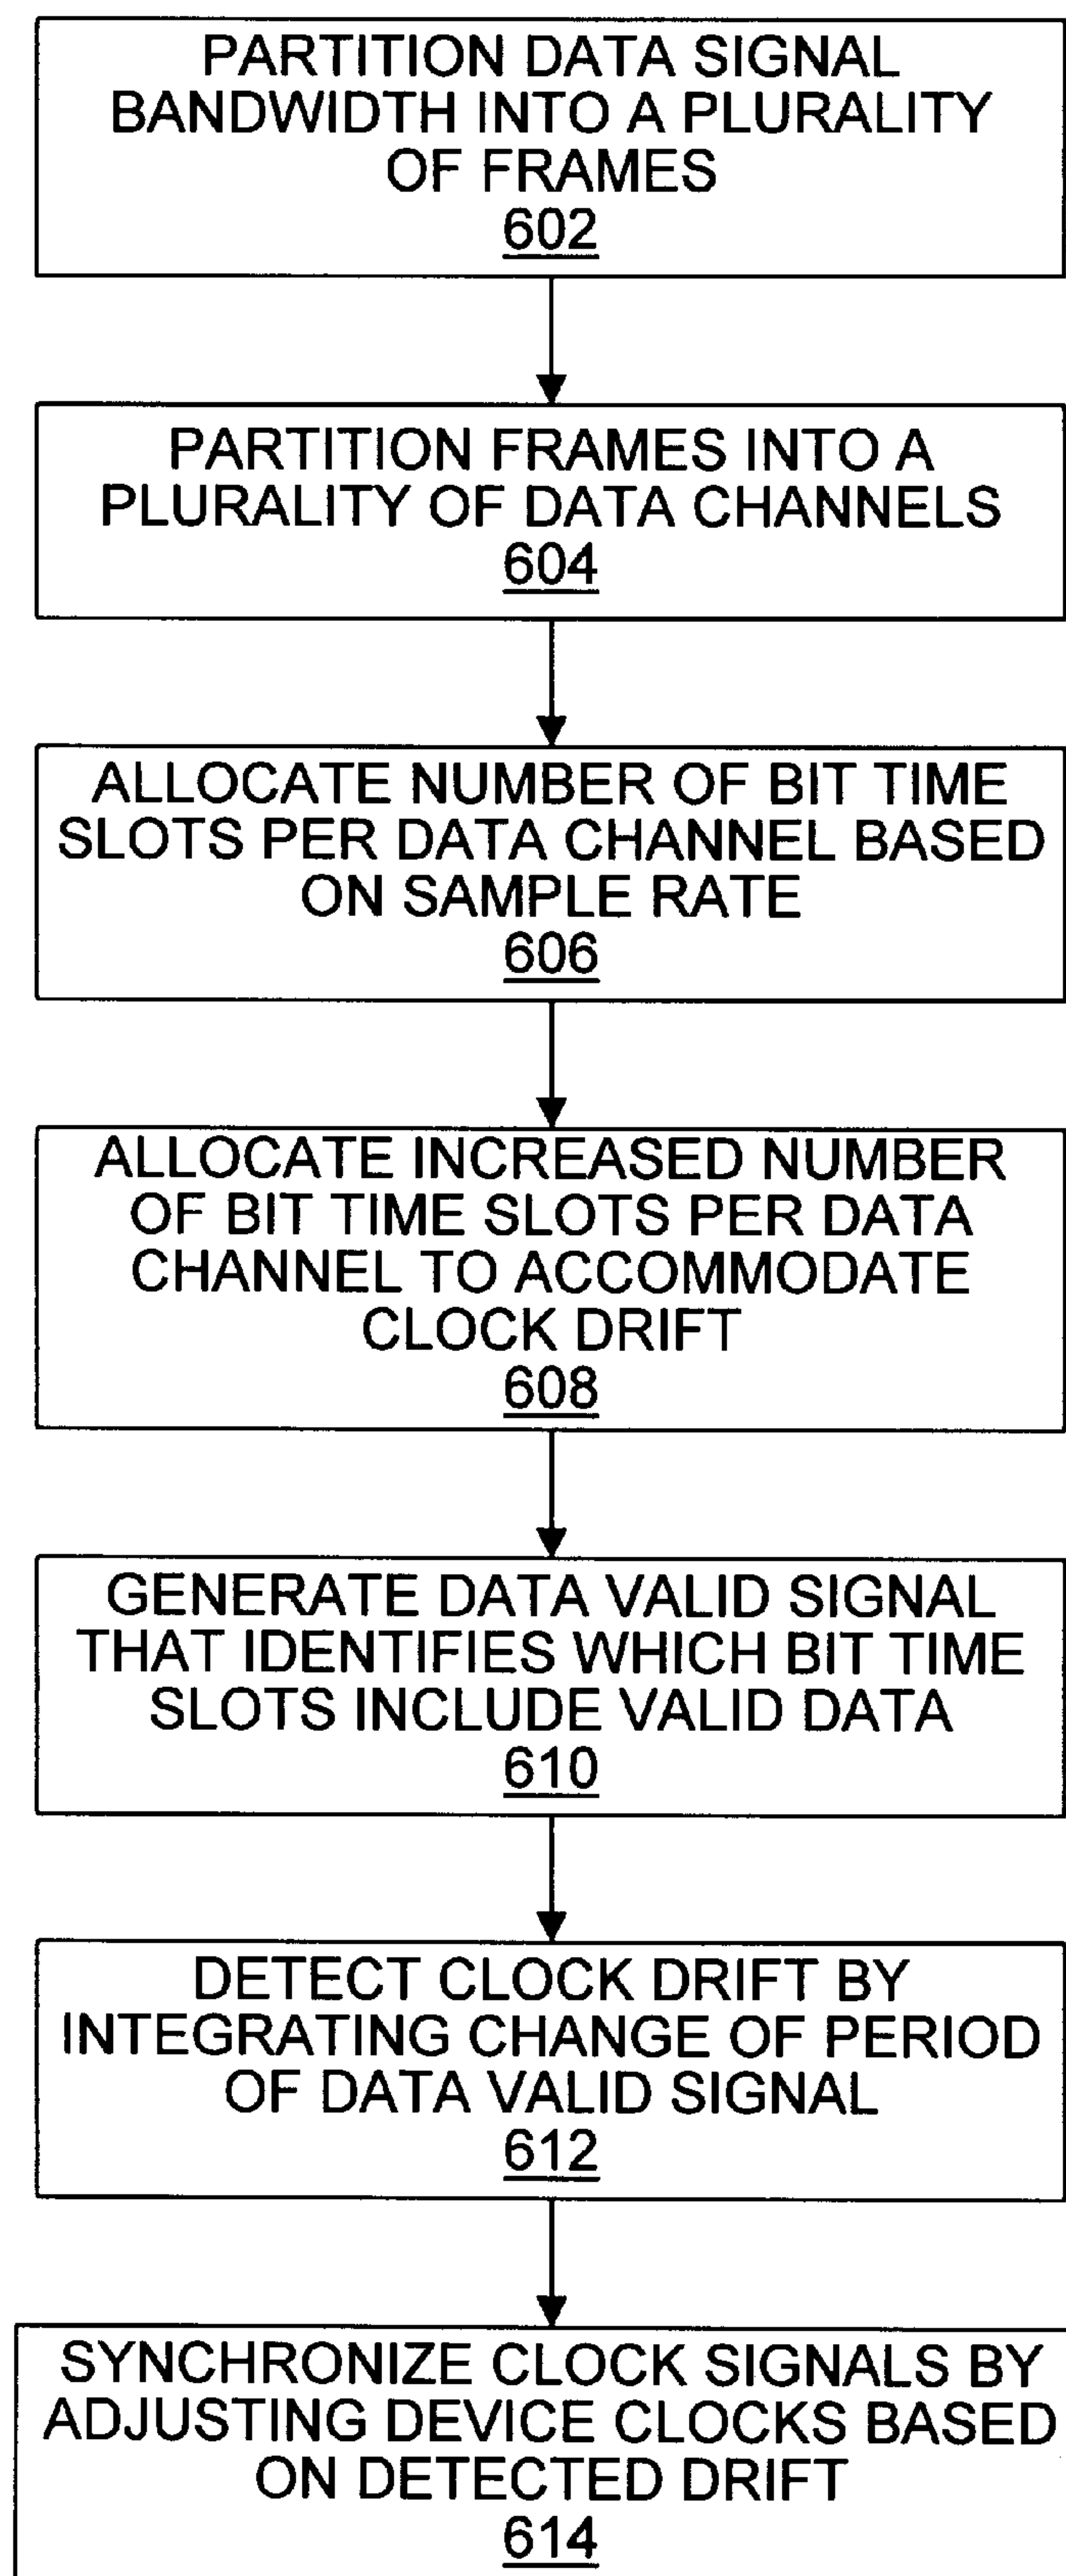 PARTITION DATA SIGNAL
BANDWIDTH INTO A PLURALITY
OF FRAMES
602
PARTITION FRAMES INTO A
PLURALITY OF DATA CHANNELS
604
ALLOCATE NUMBER OF BIT TIME
SLOTS PER DATA CHANNEL BASED
ON SAMPLE RATE
606
ALLOCATE INCREASED NUMBER
OF BIT TIME SLOTS PER DATA
CHANNEL TO ACCOMMODATE
CLOCK DRIFT
608
GENERATE DATA VALID SIGNAL
THAT IDENTIFIES WHICH BIT TIME
SLOTS INCLUDE VALID DATA
610
DETECT CLOCK DRIFT BY
INTEGRATING CHANGE OF PERIOD
OF DATA VALID SIGNAL
612
SYNCHRONIZE CLOCK SIGNALS BY
ADJUSTING DEVICE CLOCKS BASED
ON DETECTED DRIFT
614